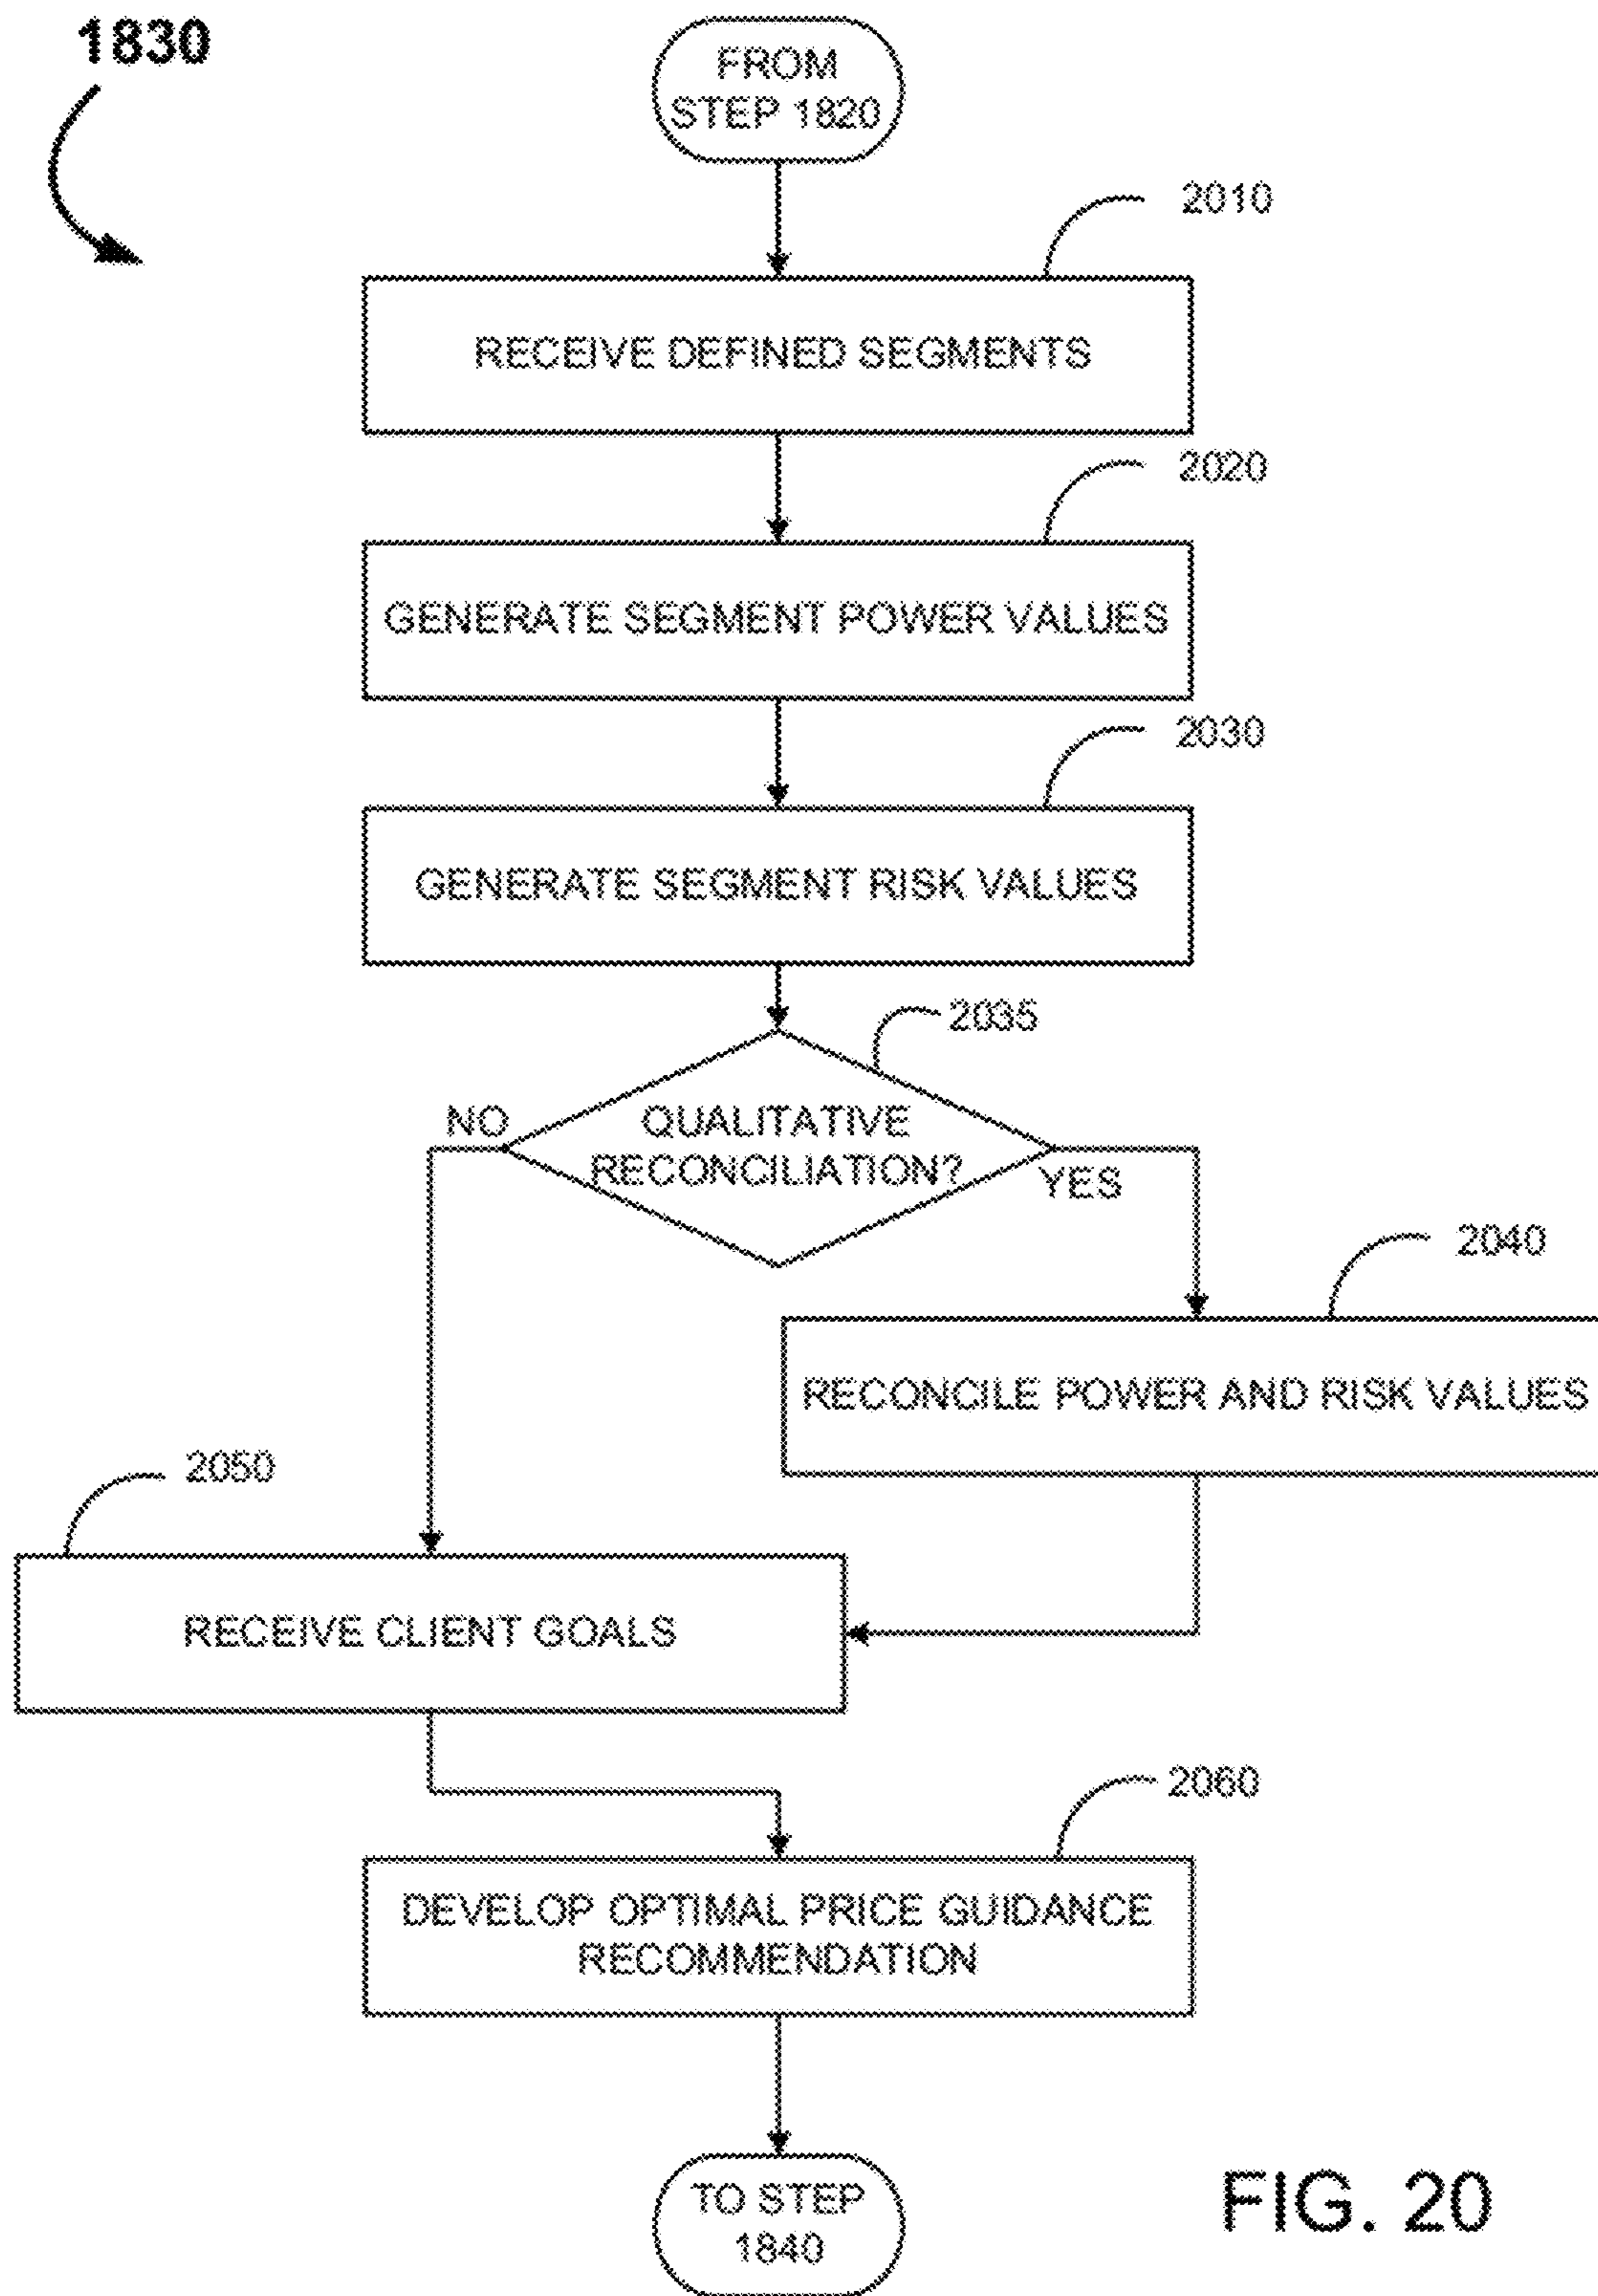 1830
FROM
STEP 1820
2010
RECEIVE DEFINED SEGMENTS
2020
GENERATE SEGMENT POWER VALUES
2030
GENERATE SEGMENT RISK VALUES
2035
NO
QUALITATIVE
RECONCILIATION?
YES
2040
RECONCILE POWER AND RISK VALUES
2050
RECEIVE CLIENT GOALS
2060
DEVELOP OPTIMAL PRICE GUIDANCE
RECOMMENDATION
TO STEP
1840
FIG. 20